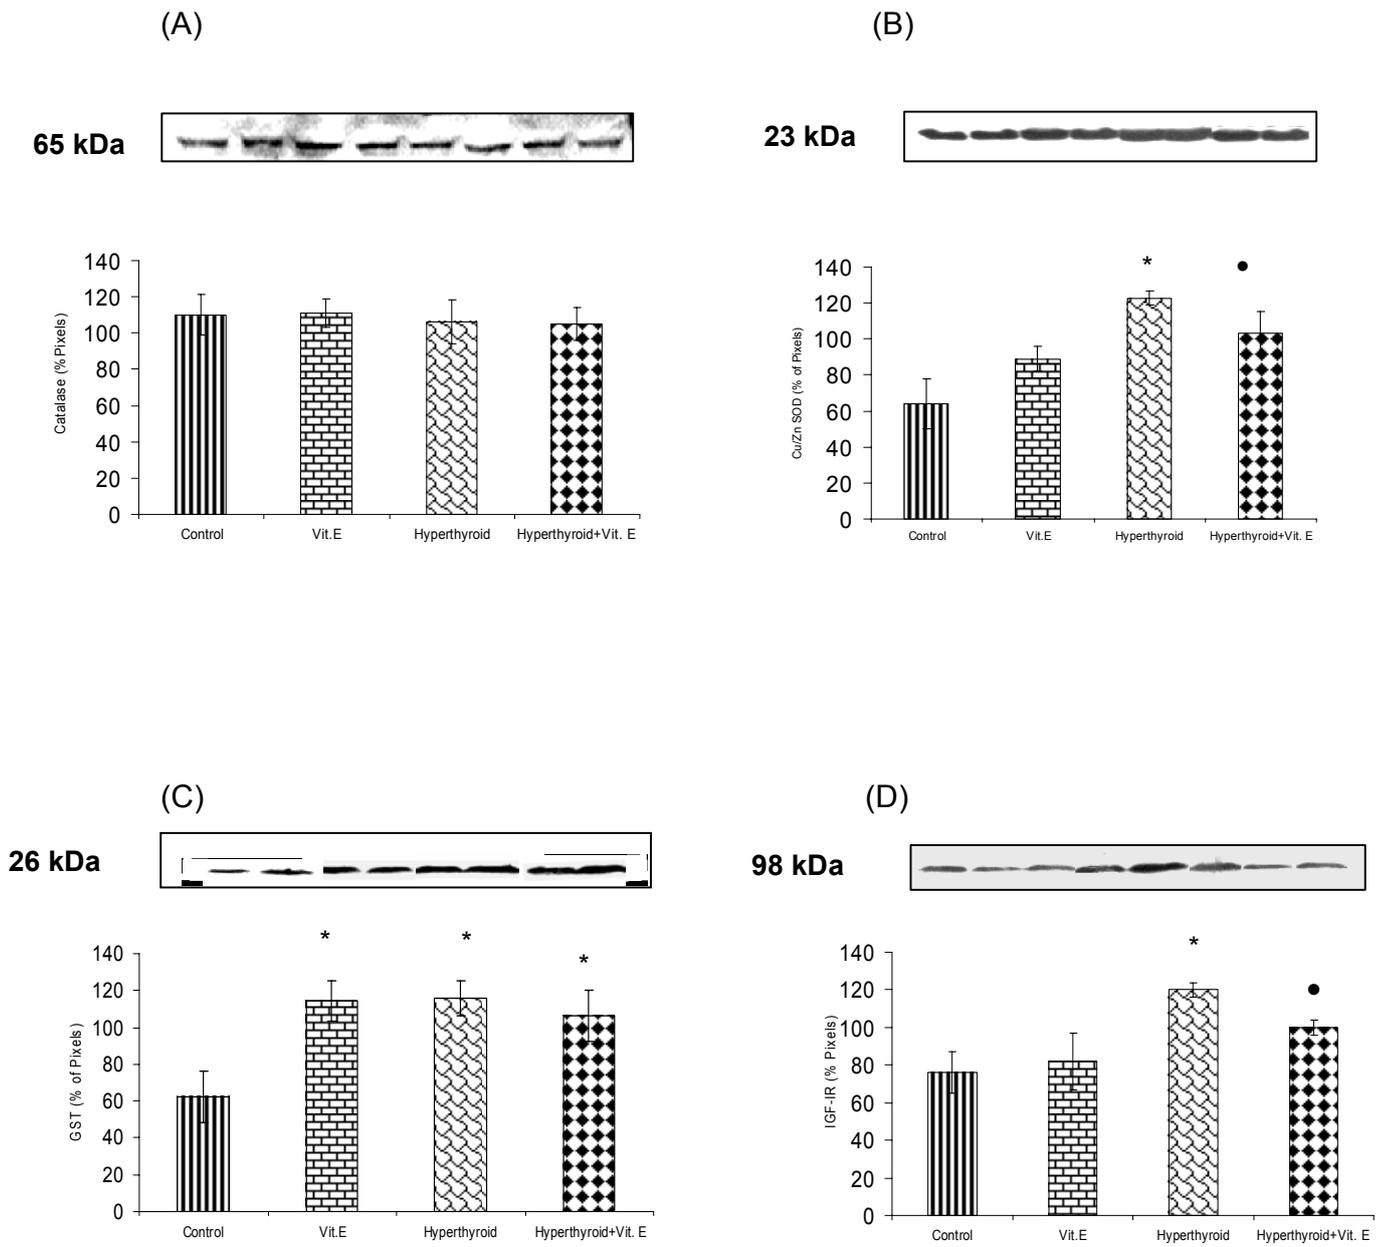 (A)
65 kDa
140
120
100
80
60
40
20
0
Catalase (% Pixels)
Control Vit.E Hyperthyroid Hyperthyroid+Vit. E
(B)
23 kDa
*
●
140
120
100
80
60
40
20
0
Cu/Zn SOD (% of Pixels)
Control Vit.E Hyperthyroid Hyperthyroid+Vit. E
(C)
26 kDa
* * *
140
120
100
80
60
40
20
0
GST (% of Pixels)
Control Vit.E Hyperthyroid Hyperthyroid+Vit. E
(D)
98 kDa
*
●
140
120
100
80
60
40
20
0
IGF-IR (% Pixels)
Control Vit.E Hyperthyroid Hyperthyroid+Vit. E